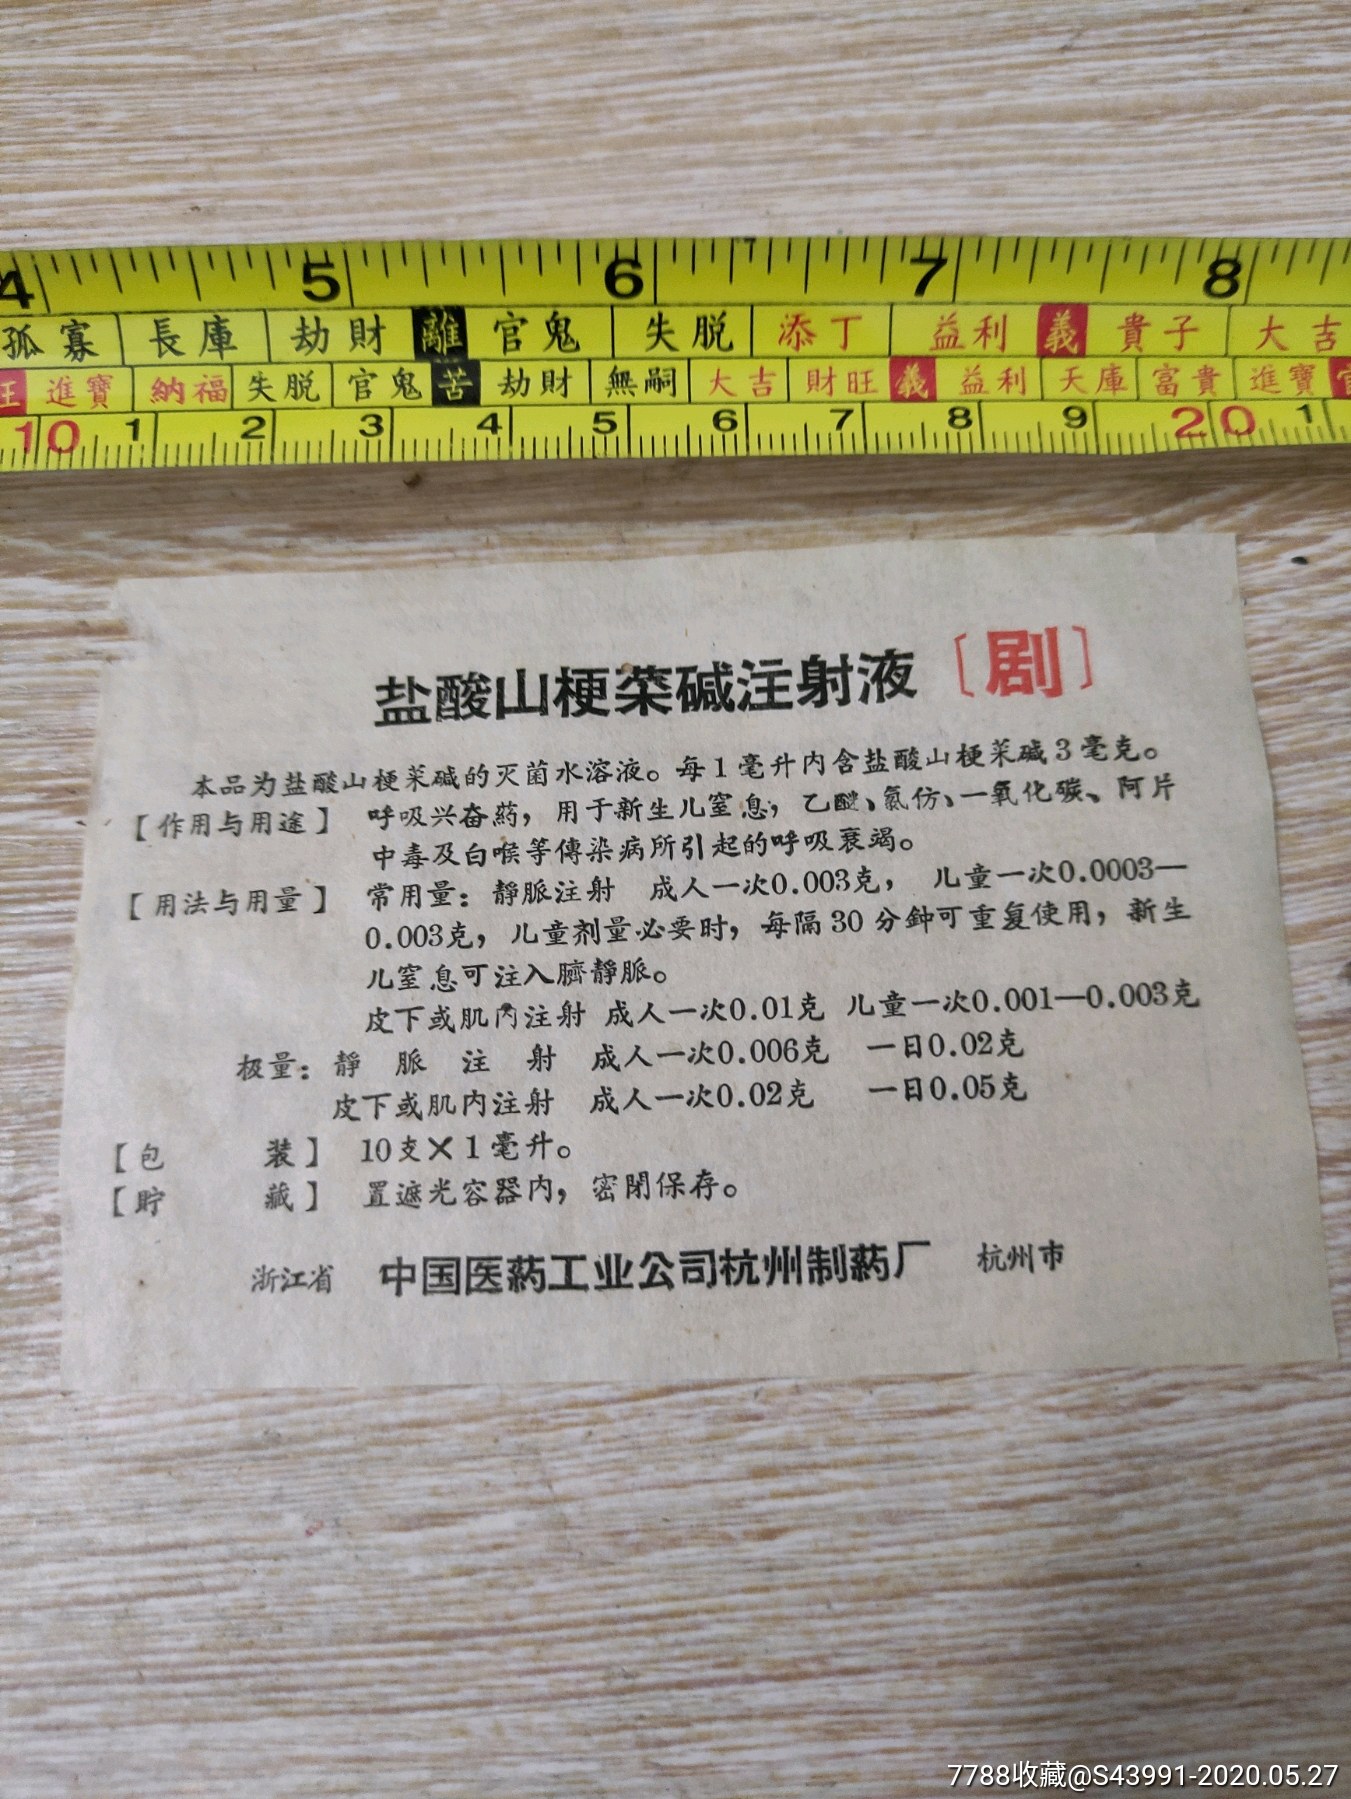 4 5 6 7 8
孤寡 長庫 劫財 離 官鬼 失脱 添丁 益利 義 貴子 大吉
旺 進寶 納福 失脱 官鬼 苦 劫財 無嗣 大吉 財旺 義 益利 天庫 富貴 進寶 官
10 1 2 3 4 5 6 7 8 9 20 1
盐酸山梗菜碱注射液〔剧〕
本品为盐酸山梗菜碱的灭菌水溶液。每1毫升内含盐酸山梗菜碱3毫克。
【作用与用途】 呼吸兴奋葯，用于新生儿窒息，乙醚、氯仿、一氧化碳、阿片
中毒及白喉等傳染病所引起的呼吸衰竭。
【用法与用量】 常用量：靜脈注射 成人一次0.003克， 儿童一次0.0003—
0.003克，儿童剂量必要时，每隔30分鈡可重复使用，新生
儿窒息可注入臍靜脈。
皮下或肌内注射 成人一次0.01克 儿童一次0.001—0.003克
极量：靜脈注射 成人一次0.006克 一日0.02克
皮下或肌内注射 成人一次0.02克 一日0.05克
【包装】 10支×1毫升。
【貯藏】 置遮光容器内，密閉保存。
浙江省 中国医葯工业公司杭州制葯厂 杭州市
7788收藏@S43991-2020.05.27